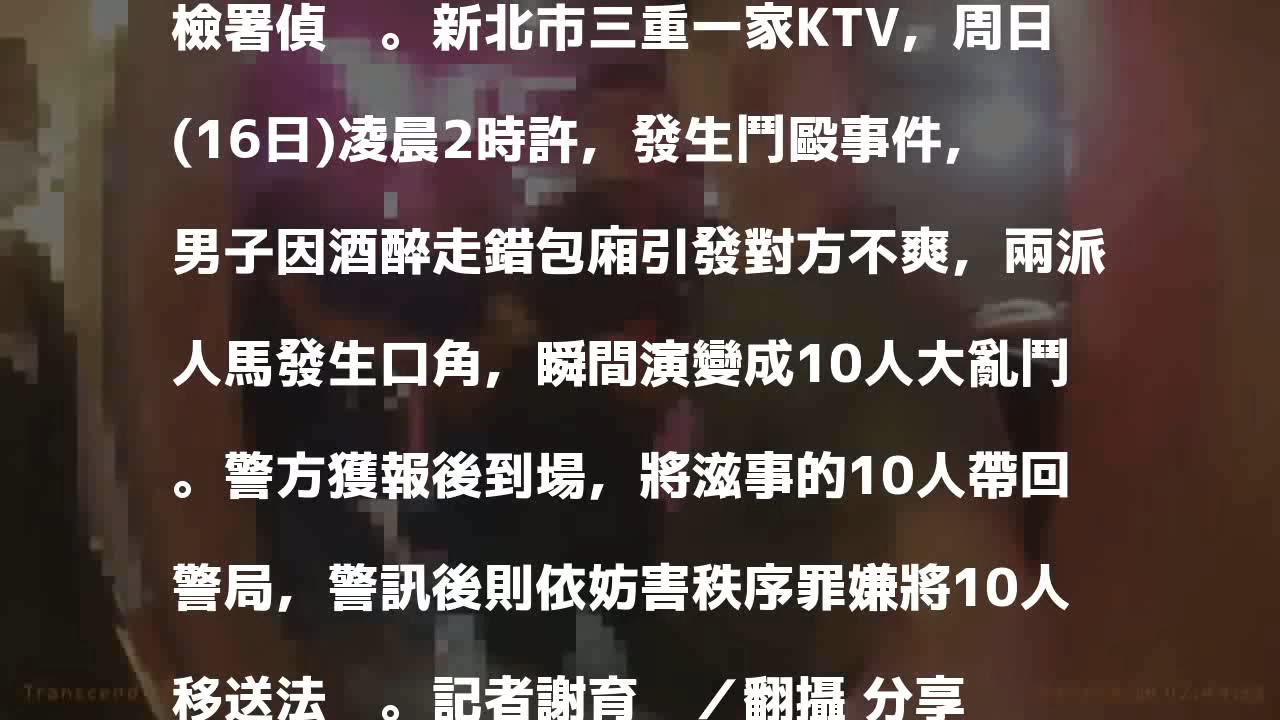 檢署偵　。新北市三重一家KTV，周日
(16日)凌晨2時許，發生鬥毆事件，
男子因酒醉走錯包廂引發對方不爽，兩派
人馬發生口角，瞬間演變成10人大亂鬥
。警方獲報後到場，將滋事的10人帶回
警局，警訊後則依妨害秩序罪嫌將10人
移送法　。記者謝育　／翻攝 分享
Transcend